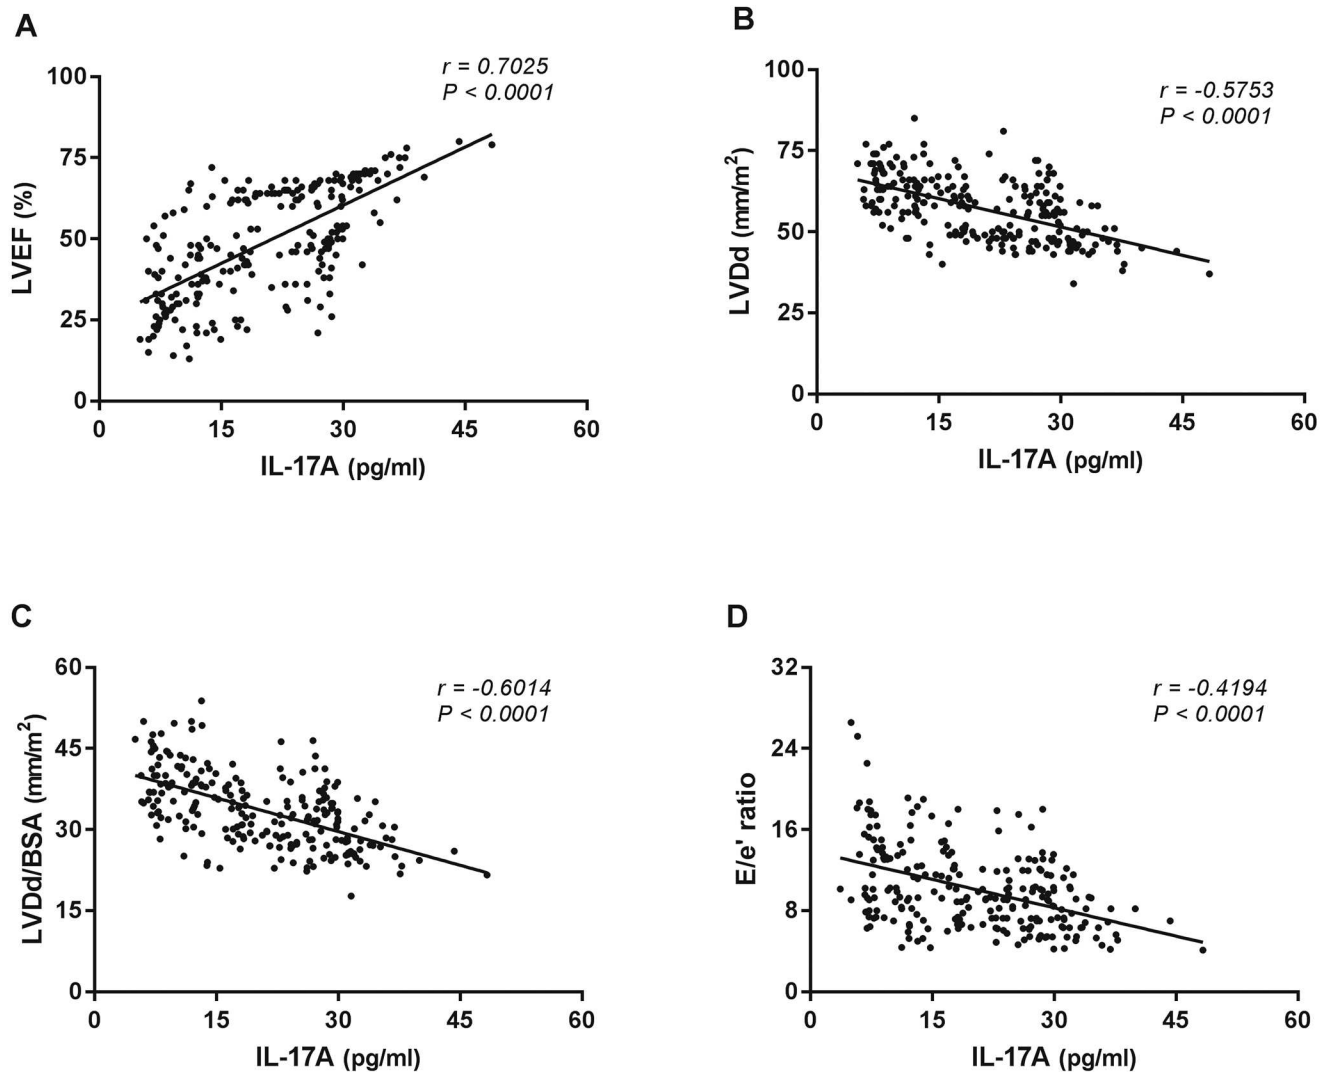 A
r = 0.7025
P < 0.0001
LVEF (%)
100
75
50
25
0
0 15 30 45 60
IL-17A (pg/ml)
B
r = -0.5753
P < 0.0001
LVDd (mm/m²)
100
75
50
25
0
0 15 30 45 60
IL-17A (pg/ml)
C
r = -0.6014
P < 0.0001
LVDd/BSA (mm/m²)
60
45
30
15
0
0 15 30 45 60
IL-17A (pg/ml)
D
r = -0.4194
P < 0.0001
E/e' ratio
32
24
16
8
0
0 15 30 45 60
IL-17A (pg/ml)